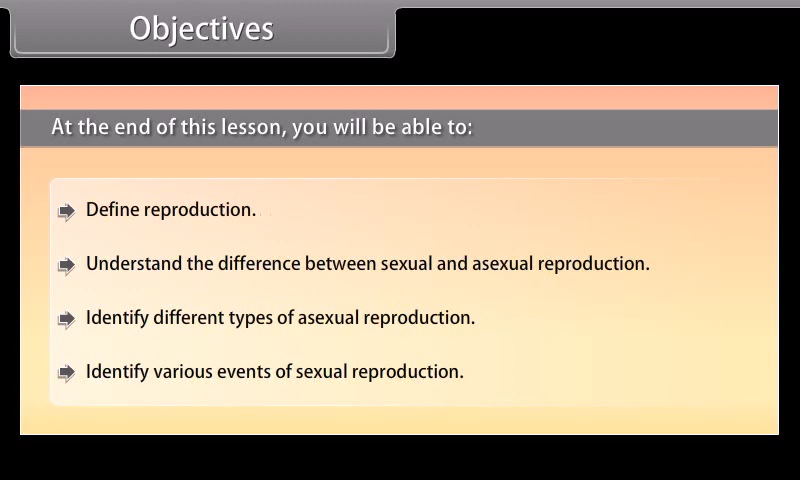 Objectives
At the end of this lesson, you will be able to:
Define reproduction.
Understand the difference between sexual and asexual reproduction.
Identify different types of asexual reproduction.
Identify various events of sexual reproduction.